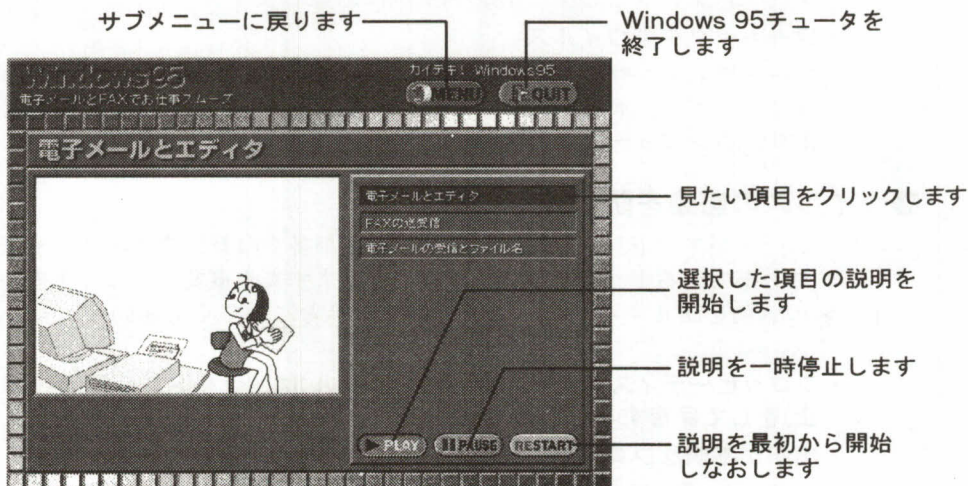 サブメニューに戻ります
Windows 95チュータを
終了します
Windows95
電子メールとFAXでお仕事スムーズ
カイテキ! Windows95
MENU
QUIT
電子メールとエディタ
電子メールとエディタ
FAXの送受信
電子メールの受信とファイル名
見たい項目をクリックします
選択した項目の説明を
開始します
説明を一時停止します
PLAY
PAUSE
RESTART
説明を最初から開始
しなおします